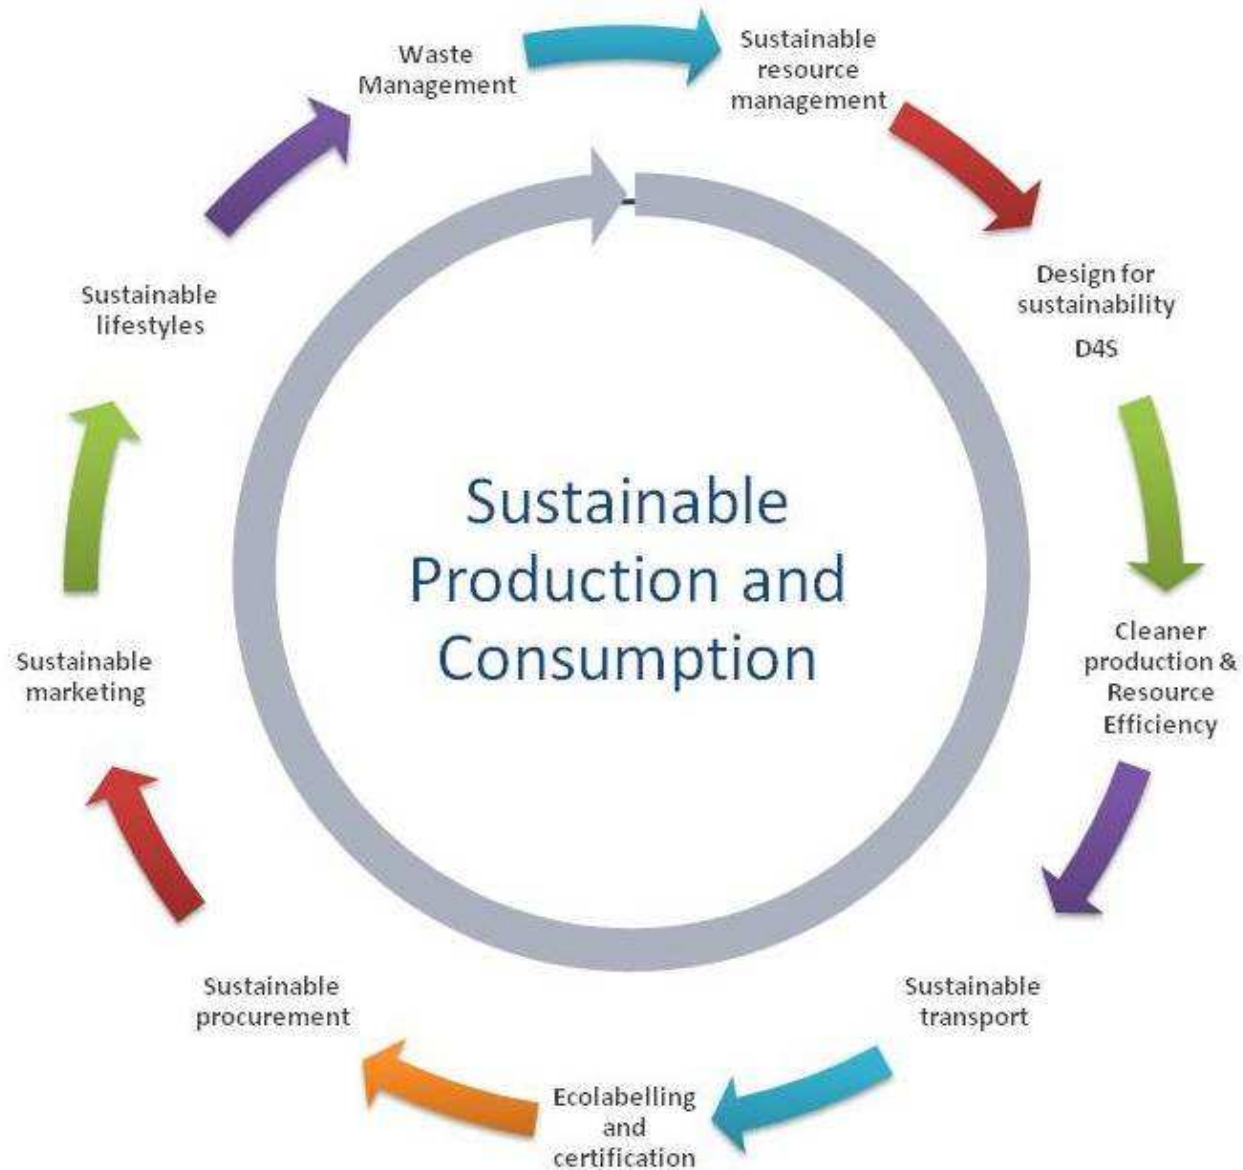 Waste
Management
Sustainable
resource
management
Design for
sustainability
D4S
Cleaner
production &
Resource
Efficiency
Sustainable
transport
Ecolabelling
and
certification
Sustainable
procurement
Sustainable
marketing
Sustainable
lifestyles
Sustainable
Production and
Consumption